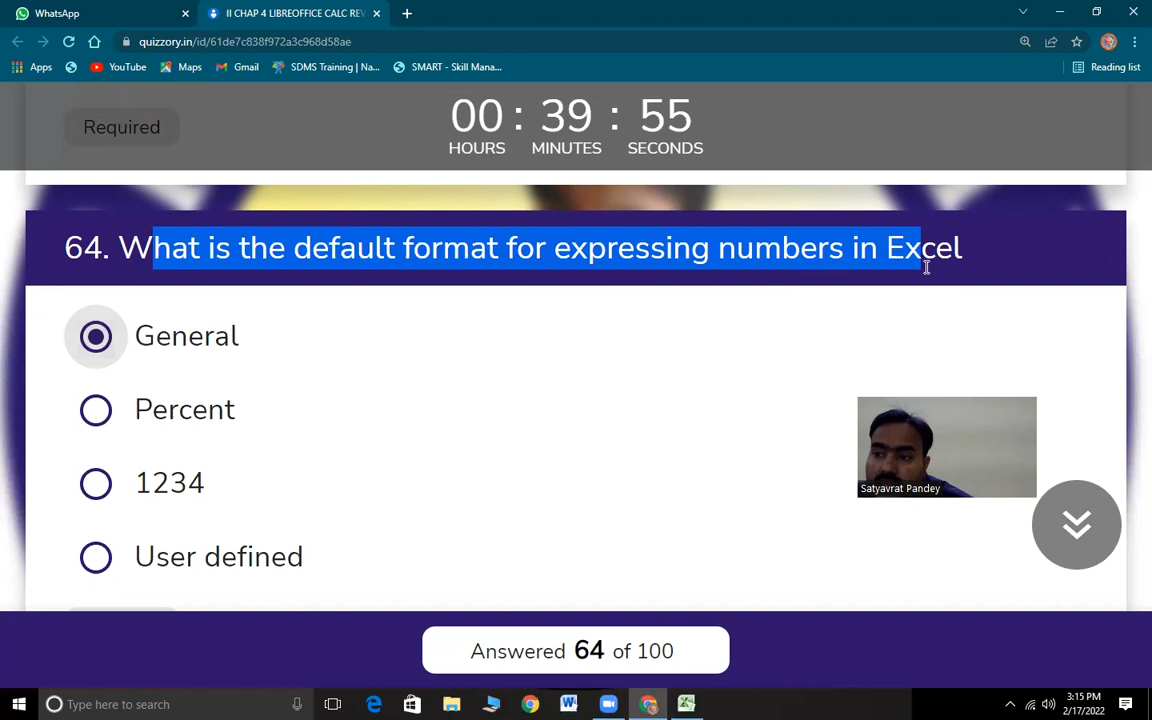 WhatsApp
II CHAP 4 LIBREOFFICE CALC REV
quizzory.in/id/61de7c838f972a3c968d58ae
Apps
YouTube
Maps
Gmail
SDMS Training | Na...
SMART - Skill Mana...
Reading list
Required
00 : 39 : 55
HOURS MINUTES SECONDS
64. What is the default format for expressing numbers in Excel
General
Percent
1234
User defined
Satyavrat Pandey
Answered 64 of 100
Type here to search
3:15 PM
2/17/2022